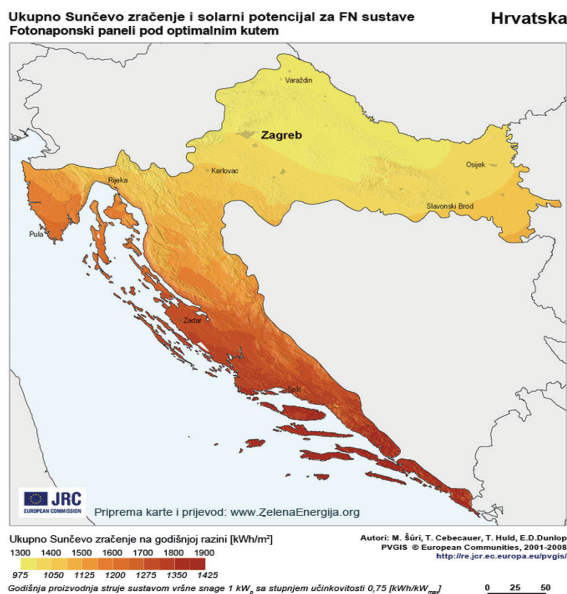 Ukupno Sunčevo zračenje i solarni potencijal za FN sustave
Fotonaponski paneli pod optimalnim kutem
Hrvatska
Varaždin
Zagreb
Osijek
Karlovac
Rijeka
Slavonski Brod
Pula
Zadar
Split
JRC
EUROPEAN COMMISSION
Priprema karte i prijevod: www.ZelenaEnergija.org
Ukupno Sunčevo zračenje na godišnjoj razini [kWh/m²]
1300 1400 1500 1600 1700 1800 1900
975 1050 1125 1200 1275 1350 1425
Godišnja proizvodnja struje sustavom vršne snage 1 kWp sa stupnjem učinkovitosti 0,75 [kWh/kWmax]
Autori: M. Šúri, T. Cebecauer, T. Huld, E.D.Dunlop
PVGIS © European Communities, 2001-2008
http://re.jrc.ec.europa.eu/pvgis/
0 25 50